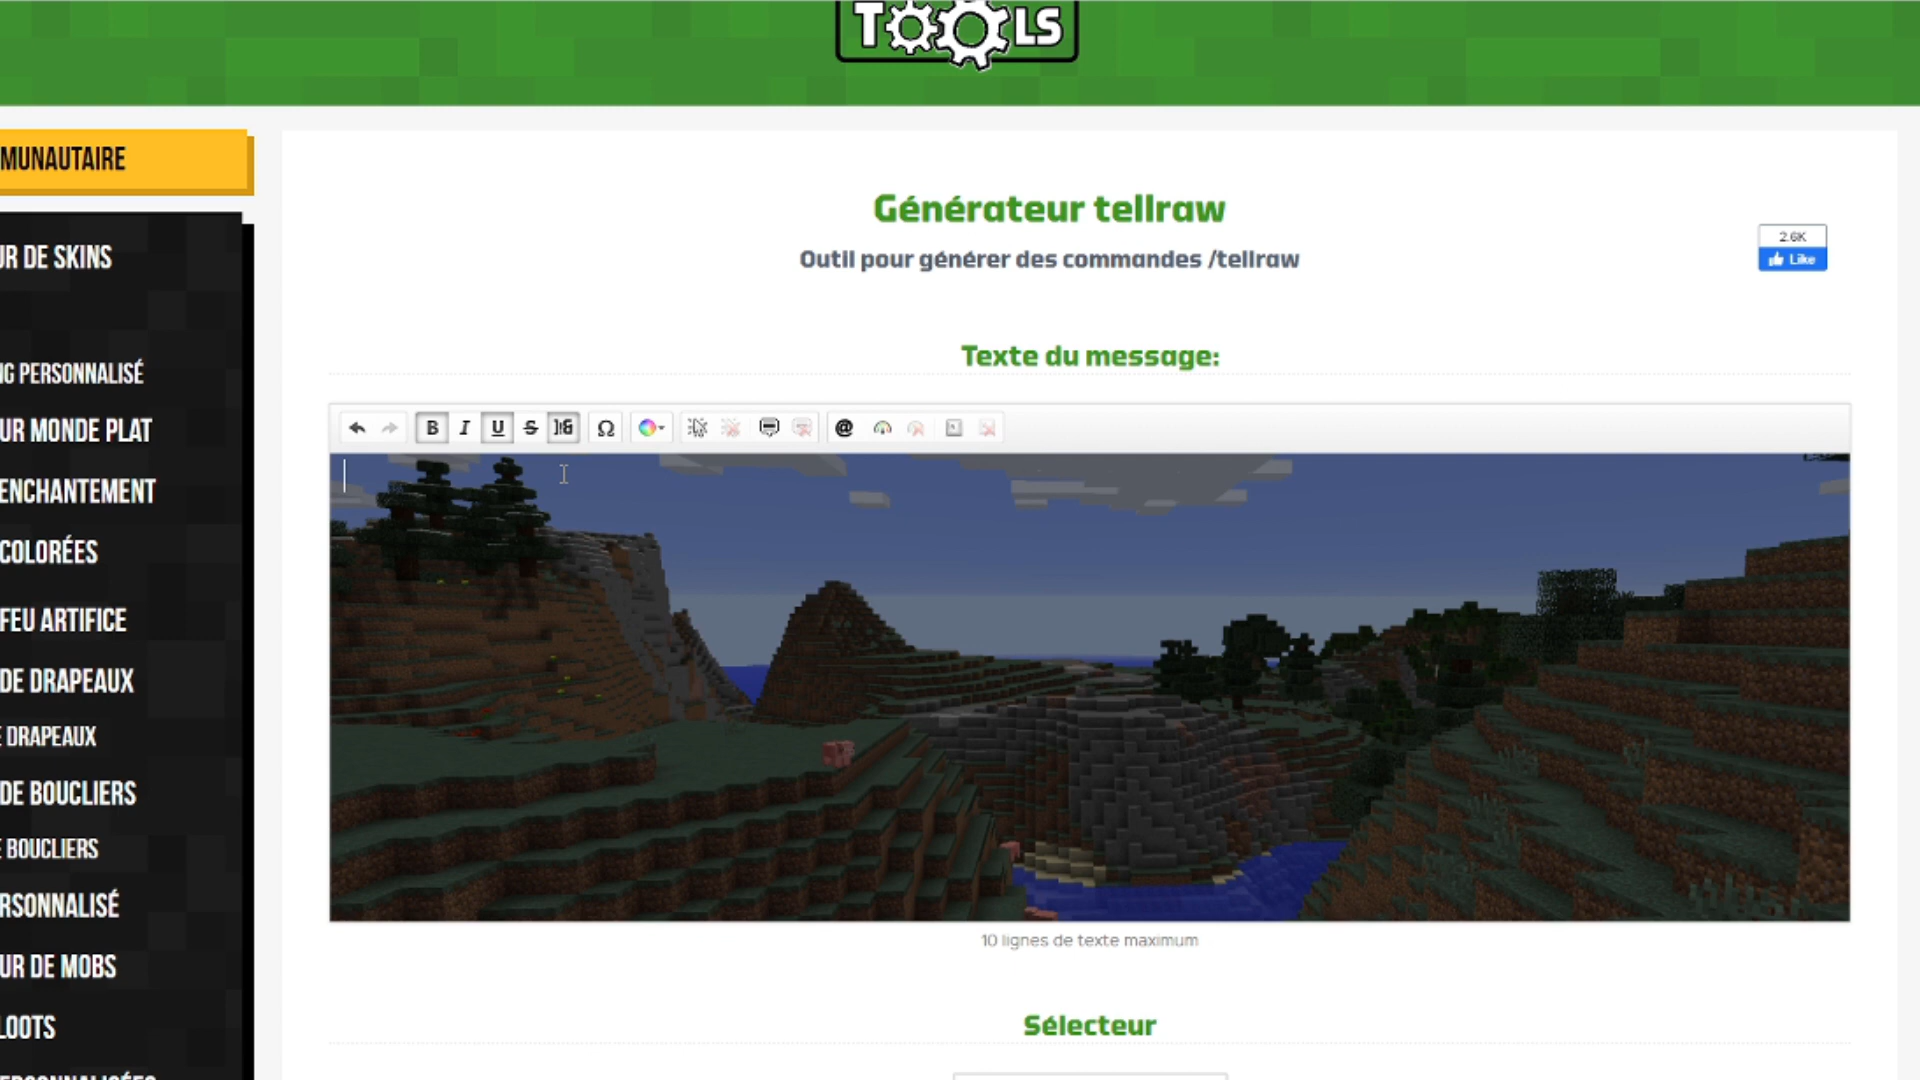 TOOLS
MUNAUTAIRE
UR DE SKINS
NG PERSONNALISÉ
UR MONDE PLAT
ENCHANTEMENT
COLORÉES
FEU ARTIFICE
DE DRAPEAUX
E DRAPEAUX
DE BOUCLIERS
E BOUCLIERS
RSONNALISÉ
UR DE MOBS
LOOTS
Générateur tellraw
Outil pour générer des commandes /tellraw
2.6K
Like
Texte du message:
B I U S Ω @
10 lignes de texte maximum
Sélecteur